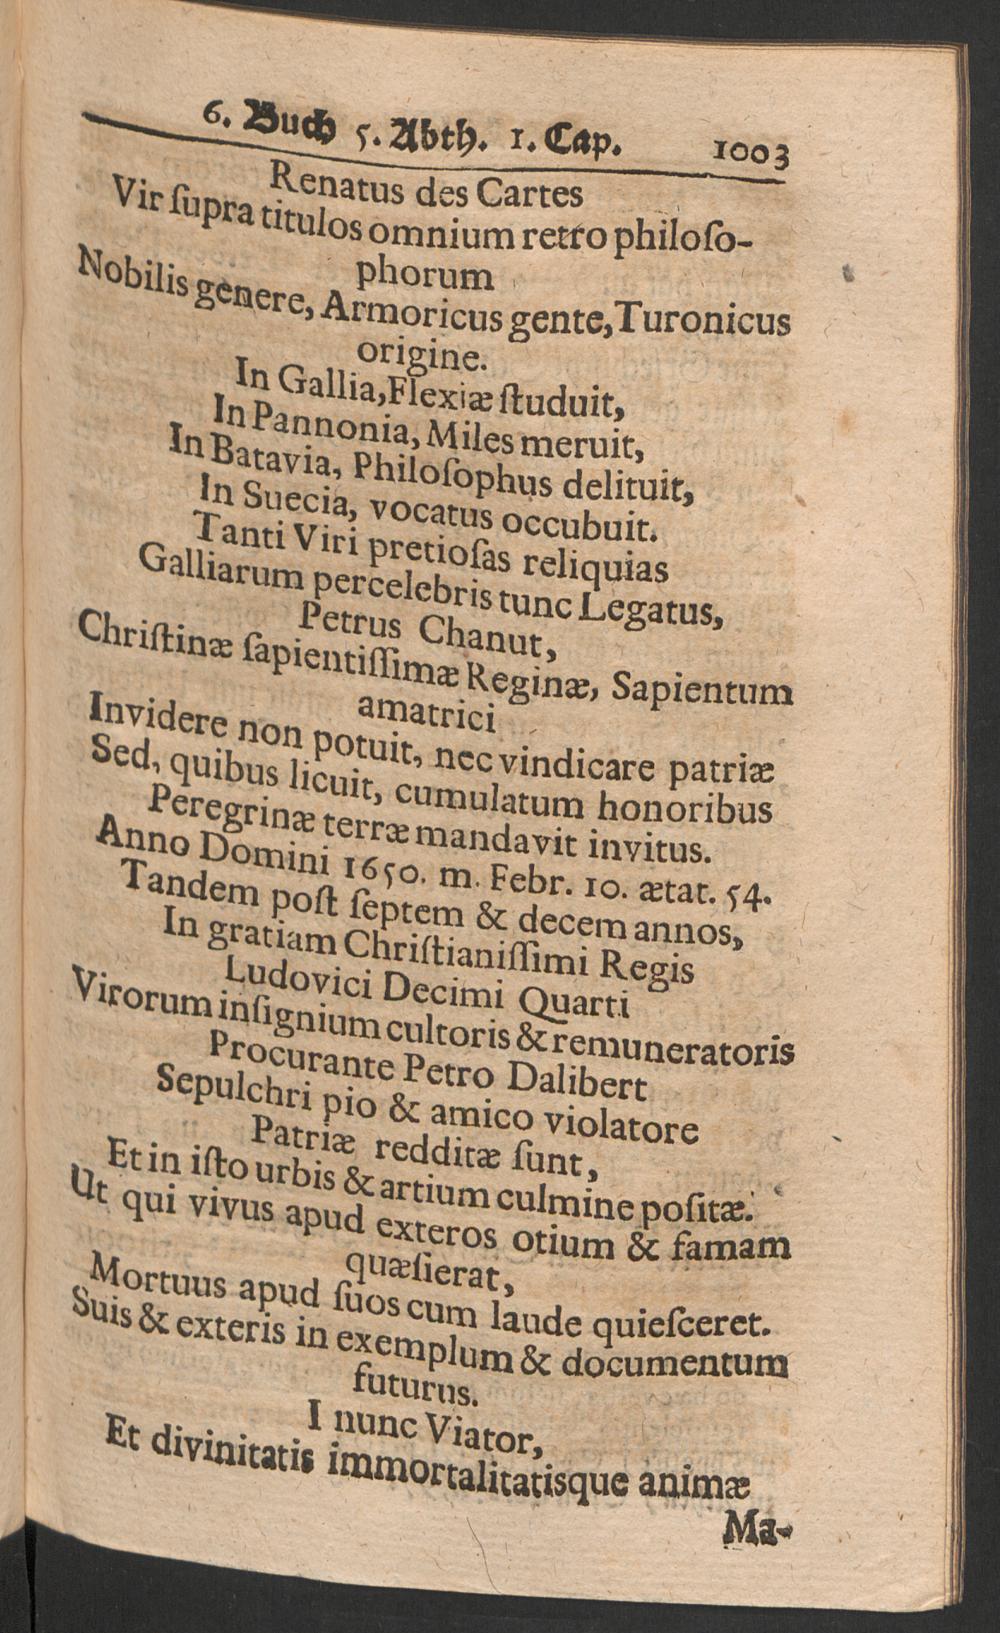 6. Buch 5. Abth. 1. Cap. 1003
Renatus des Cartes
Vir ſupra titulos omnium retro philoſo-
phorum
Nobilis genere, Armoricus gente, Turonicus
origine.
In Gallia, Flexiæ ſtuduit,
In Pannonia, Miles meruit,
In Batavia, Philoſophus delituit,
In Suecia, vocatus occubuit.
Tanti Viri pretioſas reliquias
Galliarum percelebris tunc Legatus,
Petrus Chanut,
Chriſtinæ ſapientiſſimæ Reginæ, Sapientum
amatrici
Invidere non potuit, nec vindicare patriæ
Sed, quibus licuit, cumulatum honoribus
Peregrinæ terræ mandavit invitus.
Anno Domini 1650. m. Febr. 10. ætat. 54.
Tandem poſt ſeptem & decem annos,
In gratiam Chriſtianiſſimi Regis
Ludovici Decimi Quarti
Virorum inſignium cultoris & remuneratoris
Procurante Petro Dalibert
Sepulchri pio & amico violatore
Patriæ redditæ ſunt,
Et in iſto urbis & artium culmine poſitæ.
Ut qui vivus apud exteros otium & famam
quæſierat,
Mortuus apud ſuos cum laude quieſceret.
Suis & exteris in exemplum & documentum
futurus.
I nunc Viator,
Et divinitatis immortalitatisque animæ
Ma-